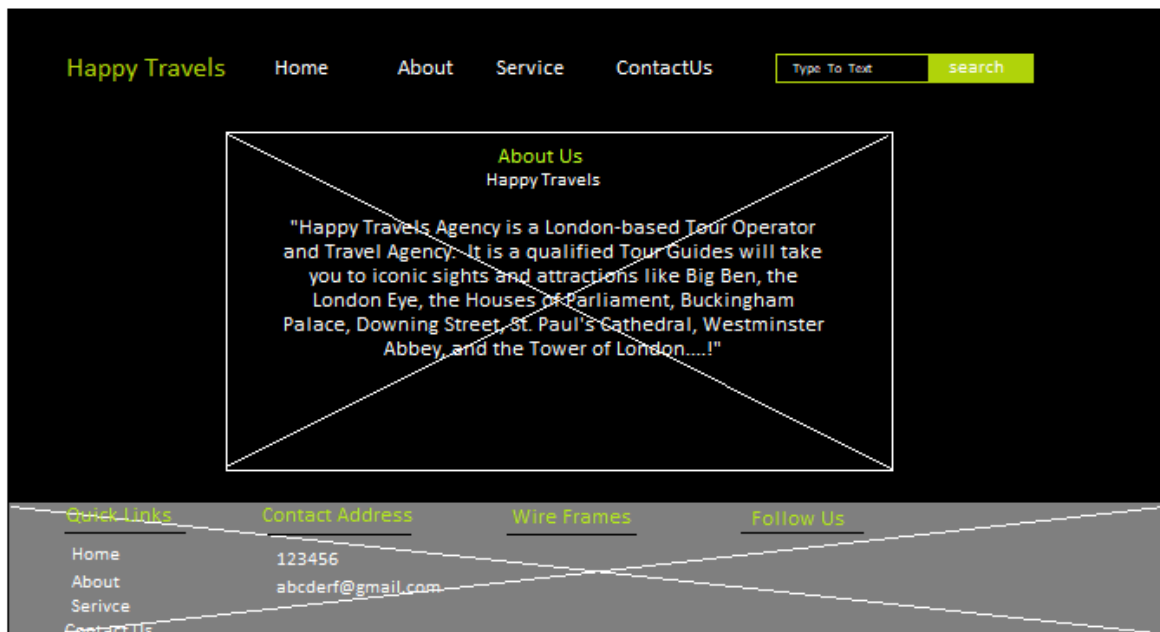 Happy Travels Home About Service ContactUs Type To Text search
About Us
Happy Travels
"Happy Travels Agency is a London-based Tour Operator
and Travel Agency. It is a qualified Tour Guides will take
you to iconic sights and attractions like Big Ben, the
London Eye, the Houses of Parliament, Buckingham
Palace, Downing Street, St. Paul's Cathedral, Westminster
Abbey, and the Tower of London....!"
Quick Links
Home
About
Serivce
Contact Us
Contact Address
123456
abcderf@gmail.com
Wire Frames
Follow Us